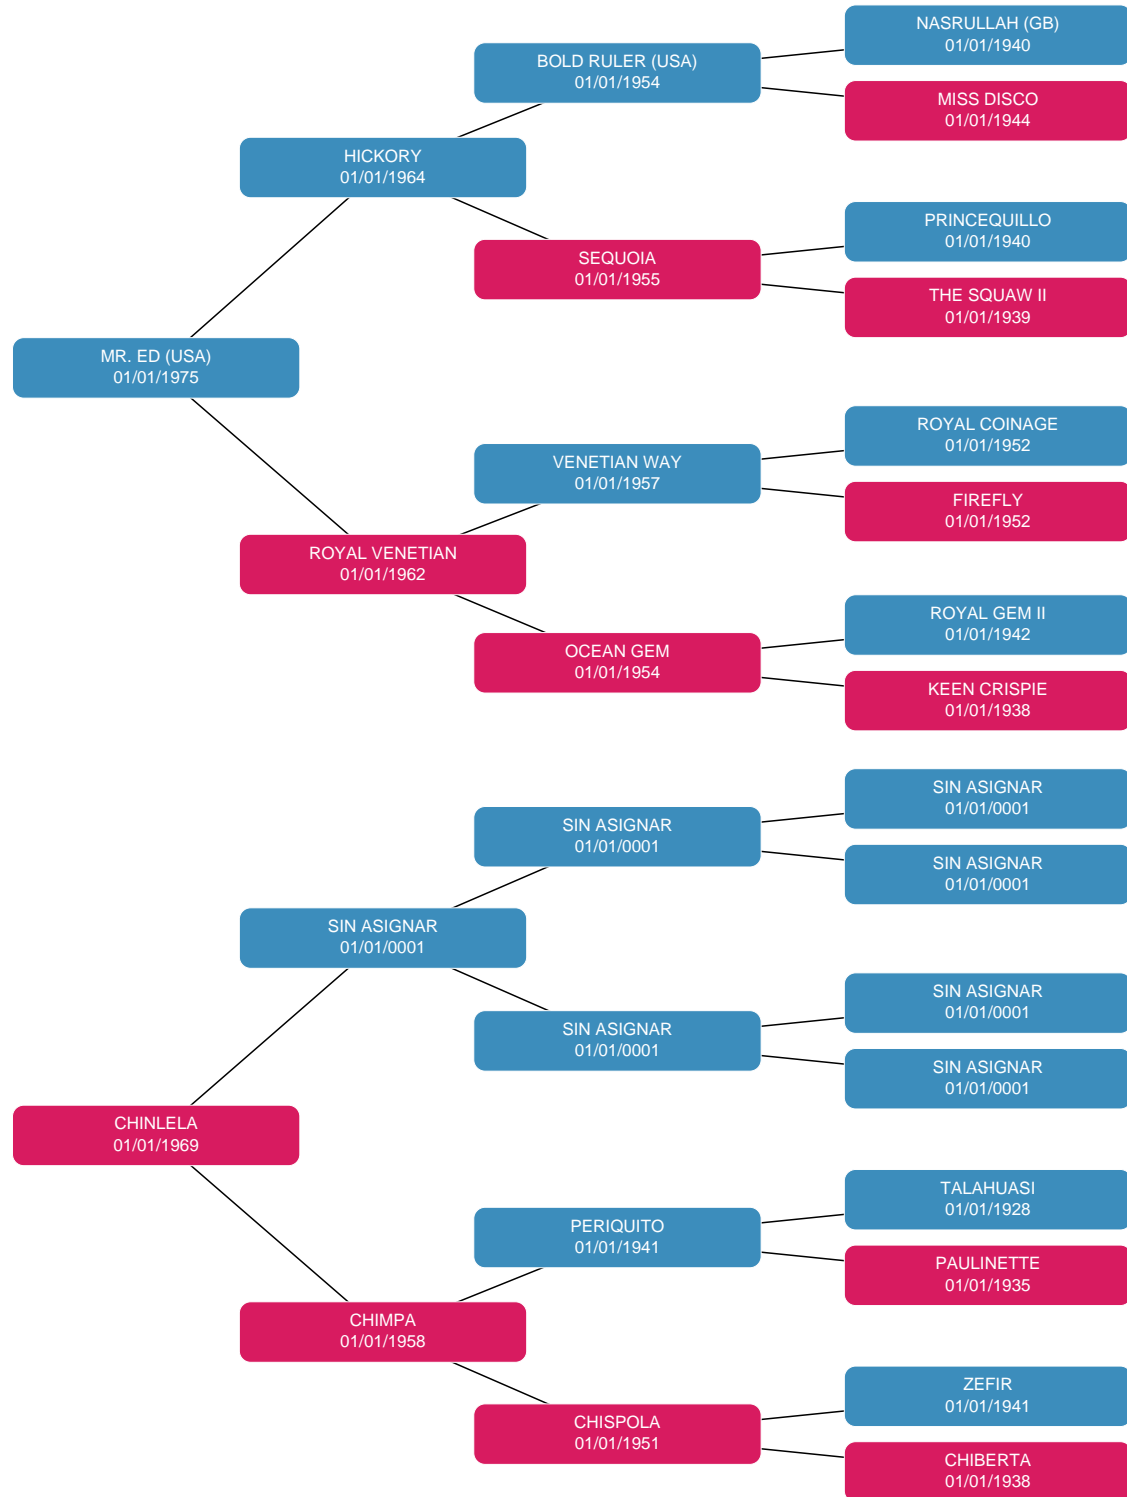 NASRULLAH (GB)
01/01/1940
BOLD RULER (USA)
01/01/1954
MISS DISCO
01/01/1944
HICKORY
01/01/1964
PRINCEQUILLO
01/01/1940
SEQUOIA
01/01/1955
THE SQUAW II
01/01/1939
MR. ED (USA)
01/01/1975
ROYAL COINAGE
01/01/1952
VENETIAN WAY
01/01/1957
FIREFLY
01/01/1952
ROYAL VENETIAN
01/01/1962
ROYAL GEM II
01/01/1942
OCEAN GEM
01/01/1954
KEEN CRISPIE
01/01/1938
SIN ASIGNAR
01/01/0001
SIN ASIGNAR
01/01/0001
SIN ASIGNAR
01/01/0001
SIN ASIGNAR
01/01/0001
SIN ASIGNAR
01/01/0001
SIN ASIGNAR
01/01/0001
SIN ASIGNAR
01/01/0001
CHINLELA
01/01/1969
TALAHUASI
01/01/1928
PERIQUITO
01/01/1941
PAULINETTE
01/01/1935
CHIMPA
01/01/1958
ZEFIR
01/01/1941
CHISPOLA
01/01/1951
CHIBERTA
01/01/1938